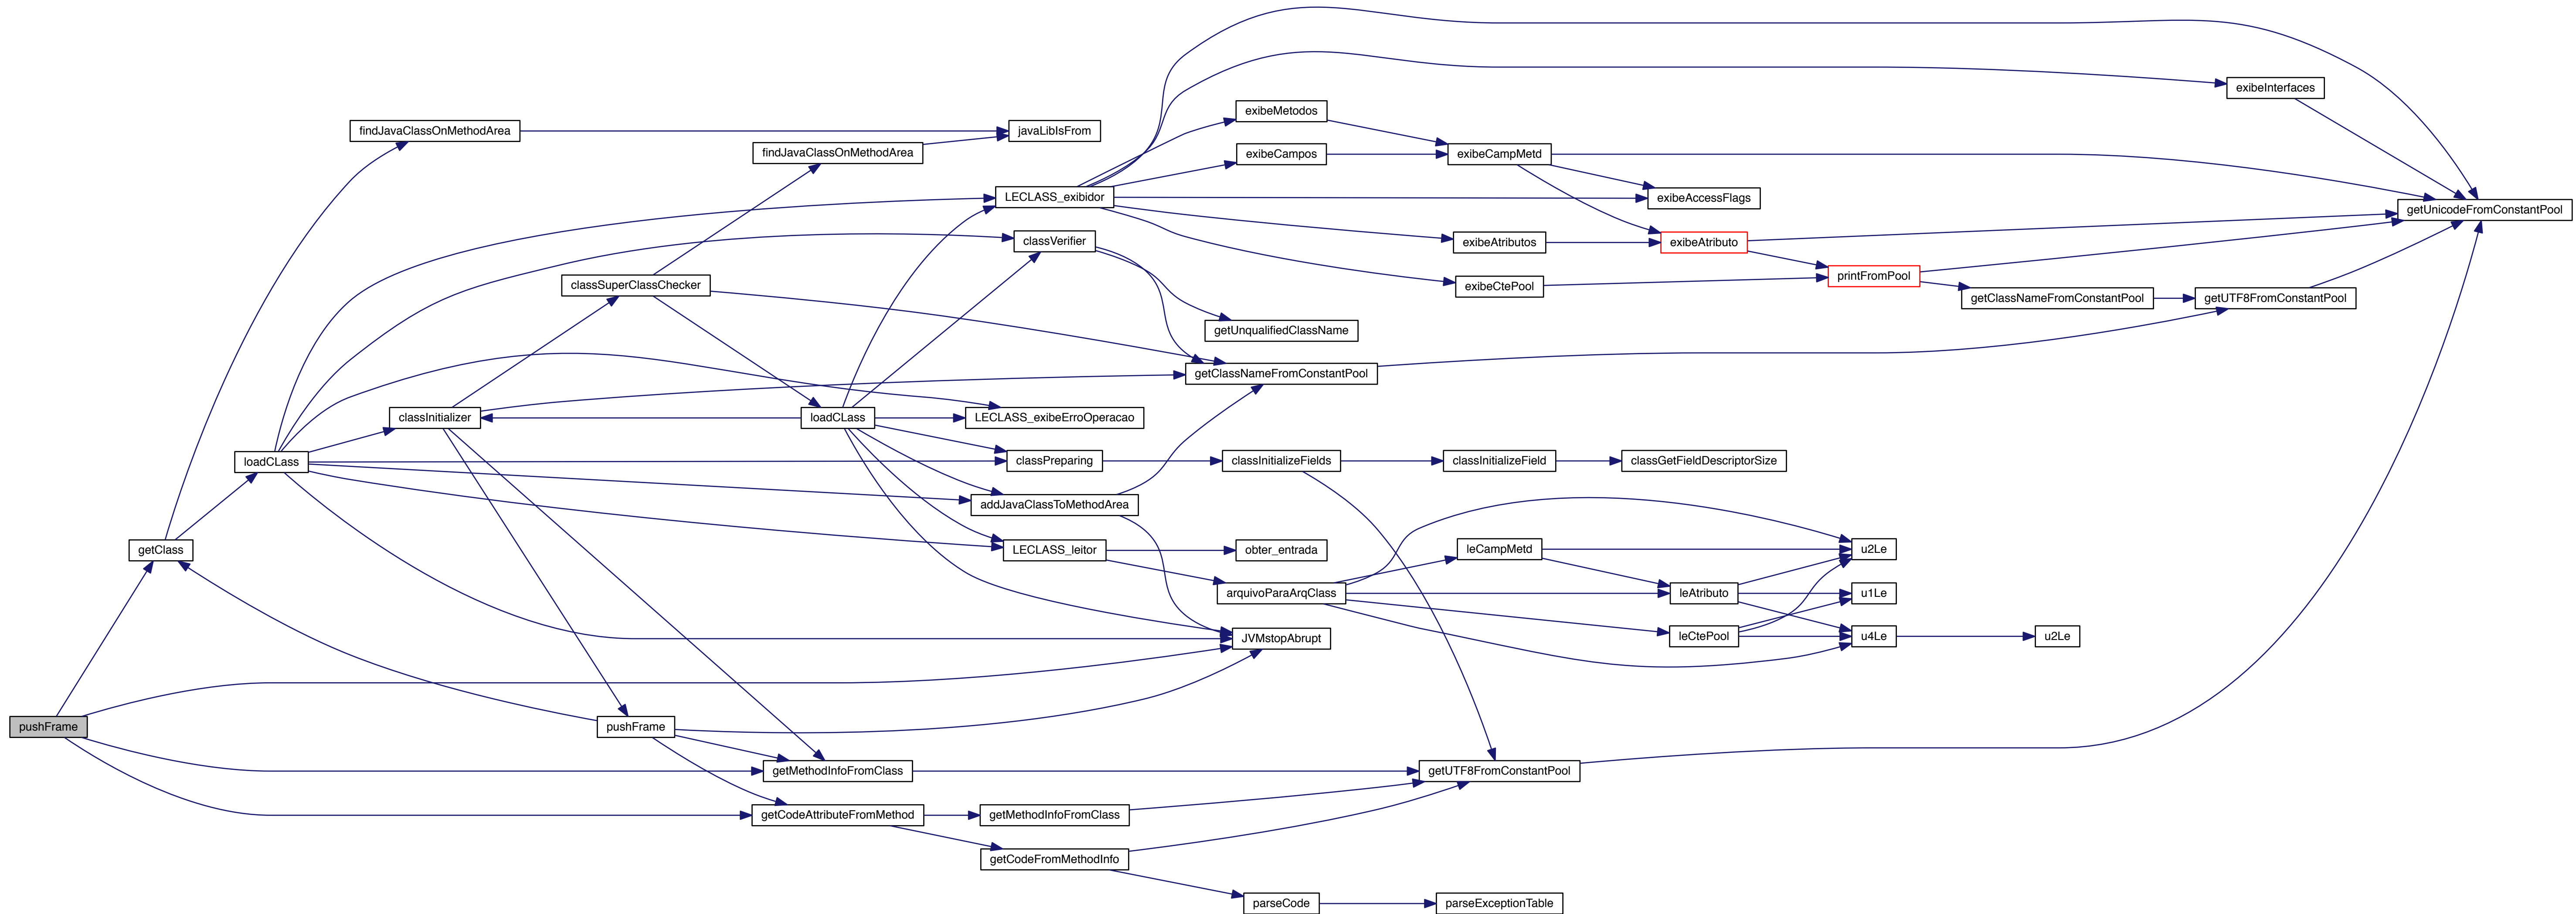 exibeInterfaces
exibeMetodos
findJavaClassOnMethodArea
javaLibIsFrom
findJavaClassOnMethodArea
exibeCampos
exibeCampMetd
LECLASS_exibidor
exibeAccessFlags
getUnicodeFromConstantPool
classVerifier
exibeAtributos
exibeAtributo
printFromPool
classSuperClassChecker
exibeCtePool
getClassNameFromConstantPool
getUTF8FromConstantPool
getUnqualifiedClassName
getClassNameFromConstantPool
classInitializer
loadCLass
LECLASS_exibeErroOperacao
loadCLass
classPreparing
classInitializeFields
classInitializeField
classGetFieldDescriptorSize
addJavaClassToMethodArea
getClass
LECLASS_leitor
obter_entrada
leCampMetd
u2Le
arquivoParaArqClass
leAtributo
u1Le
JVMstopAbrupt
leCtePool
u4Le
u2Le
pushFrame
pushFrame
getMethodInfoFromClass
getUTF8FromConstantPool
getCodeAttributeFromMethod
getMethodInfoFromClass
getCodeFromMethodInfo
parseCode
parseExceptionTable